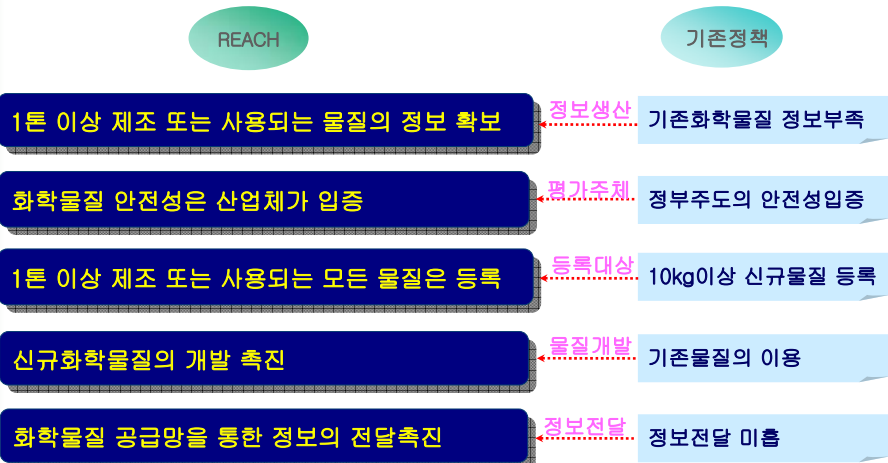 REACH
기존정책
1톤 이상 제조 또는 사용되는 물질의 정보 확보
정보생산
기존화학물질 정보부족
화학물질 안전성은 산업체가 입증
평가주체
정부주도의 안전성입증
1톤 이상 제조 또는 사용되는 모든 물질은 등록
등록대상
10kg이상 신규물질 등록
신규화학물질의 개발 촉진
물질개발
기존물질의 이용
화학물질 공급망을 통한 정보의 전달촉진
정보전달
정보전달 미흡